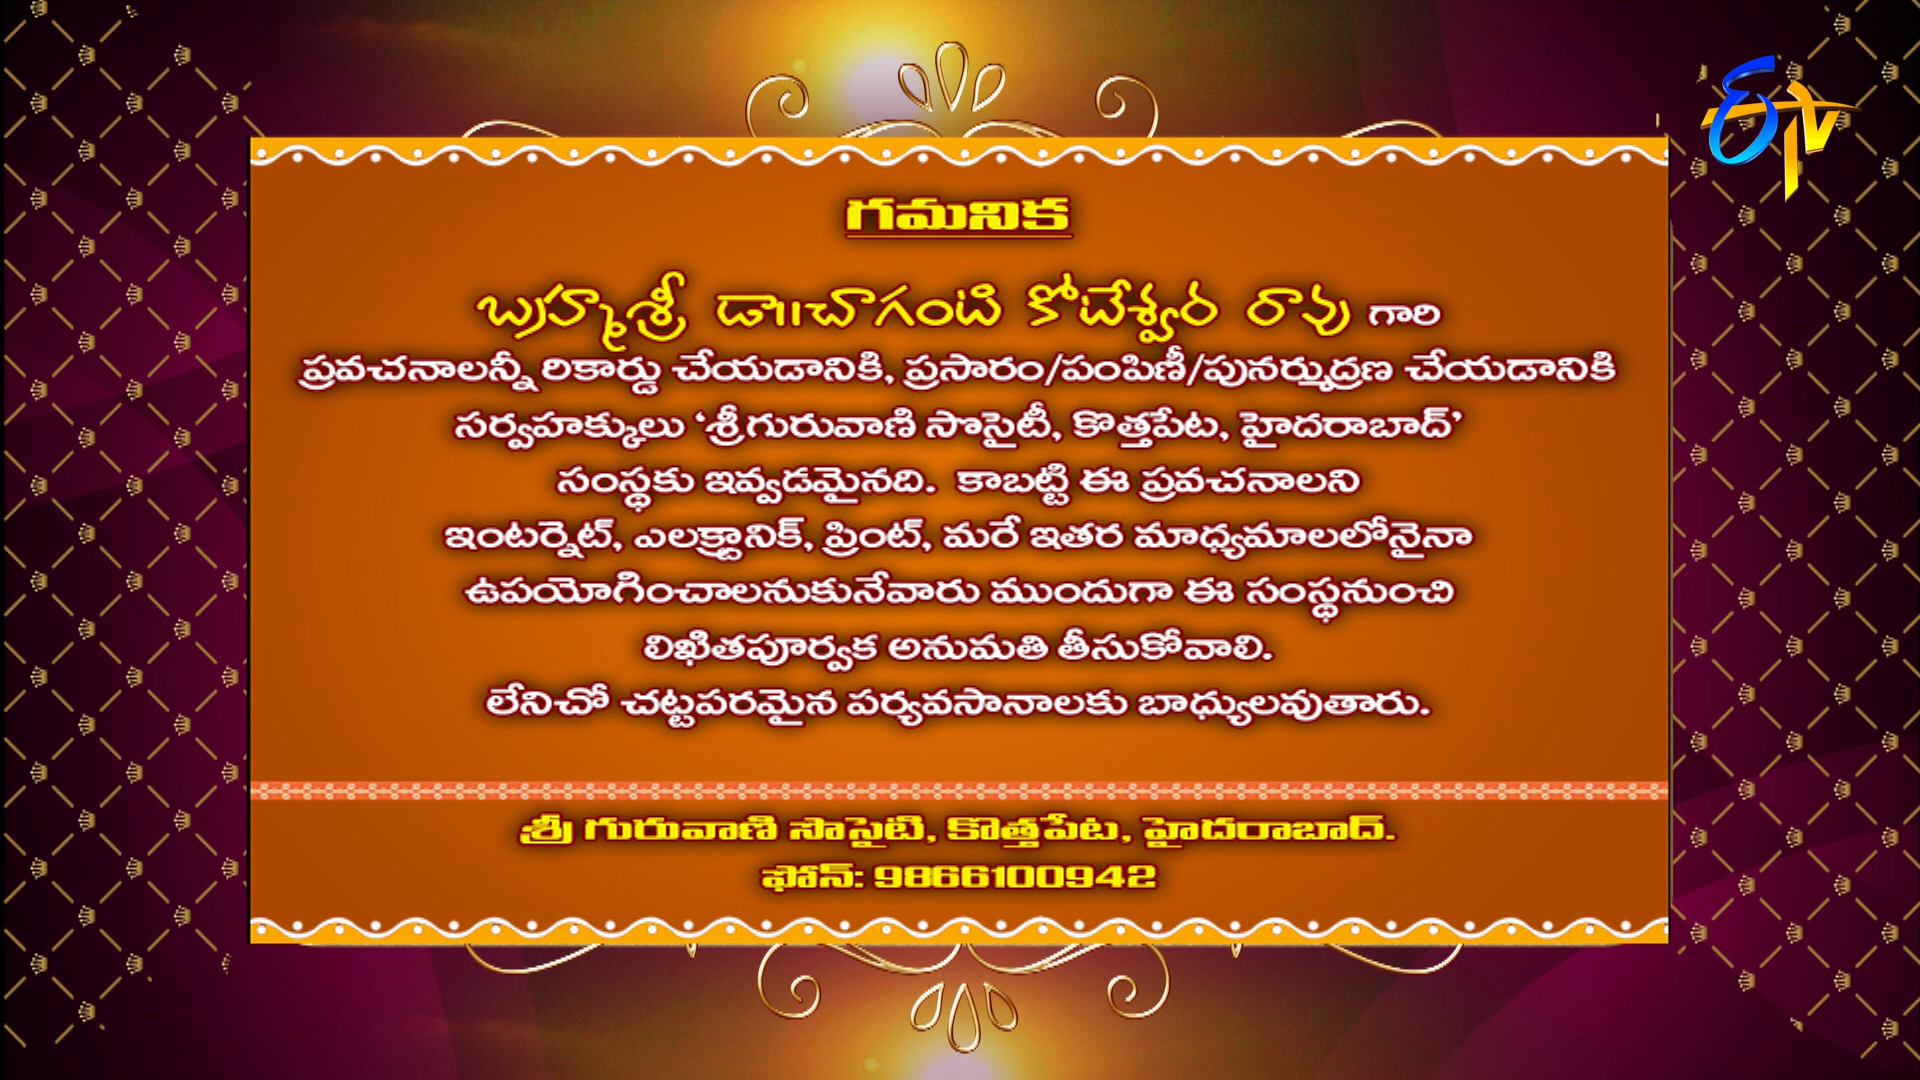 ఈtv
గమనిక
బ్రహ్మశ్రీ డా॥చాగంటి కోటేశ్వర రావు గారి
ప్రవచనాలన్నీ రికార్డు చేయడానికి, ప్రసారం/పంపిణీ/పునర్ముద్రణ చేయడానికి
సర్వహక్కులు ‘శ్రీగురువాణి సొసైటీ, కొత్తపేట, హైదరాబాద్’
సంస్థకు ఇవ్వడమైనది. కాబట్టి ఈ ప్రవచనాలని
ఇంటర్నెట్, ఎలక్ట్రానిక్, ప్రింట్, మరే ఇతర మాధ్యమాలలోనైనా
ఉపయోగించాలనుకునేవారు ముందుగా ఈ సంస్థనుంచి
లిఖితపూర్వక అనుమతి తీసుకోవాలి.
లేనిచో చట్టపరమైన పర్యవసానాలకు బాధ్యులవుతారు.
శ్రీ గురువాణి సొసైటి, కొత్తపేట, హైదరాబాద్.
ఫోన్: 9866100942